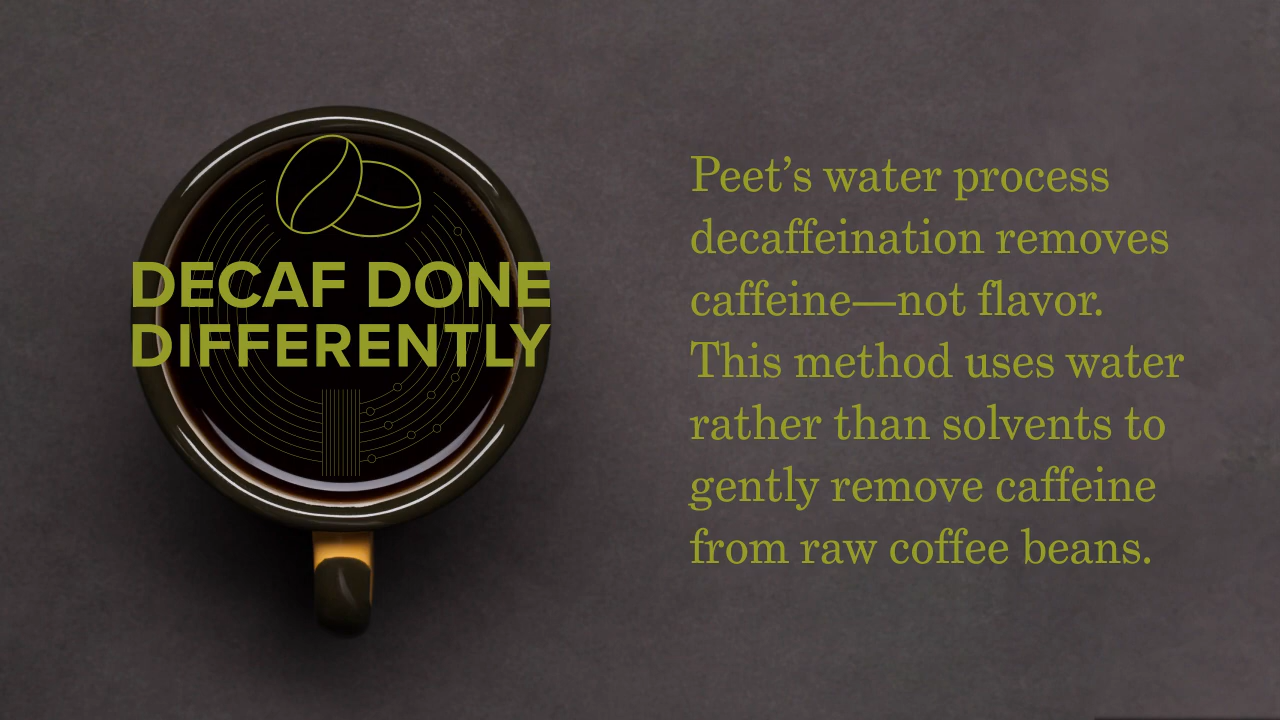 DECAF DONE
DIFFERENTLY
Peet’s water process
decaffeination removes
caffeine—not flavor.
This method uses water
rather than solvents to
gently remove caffeine
from raw coffee beans.